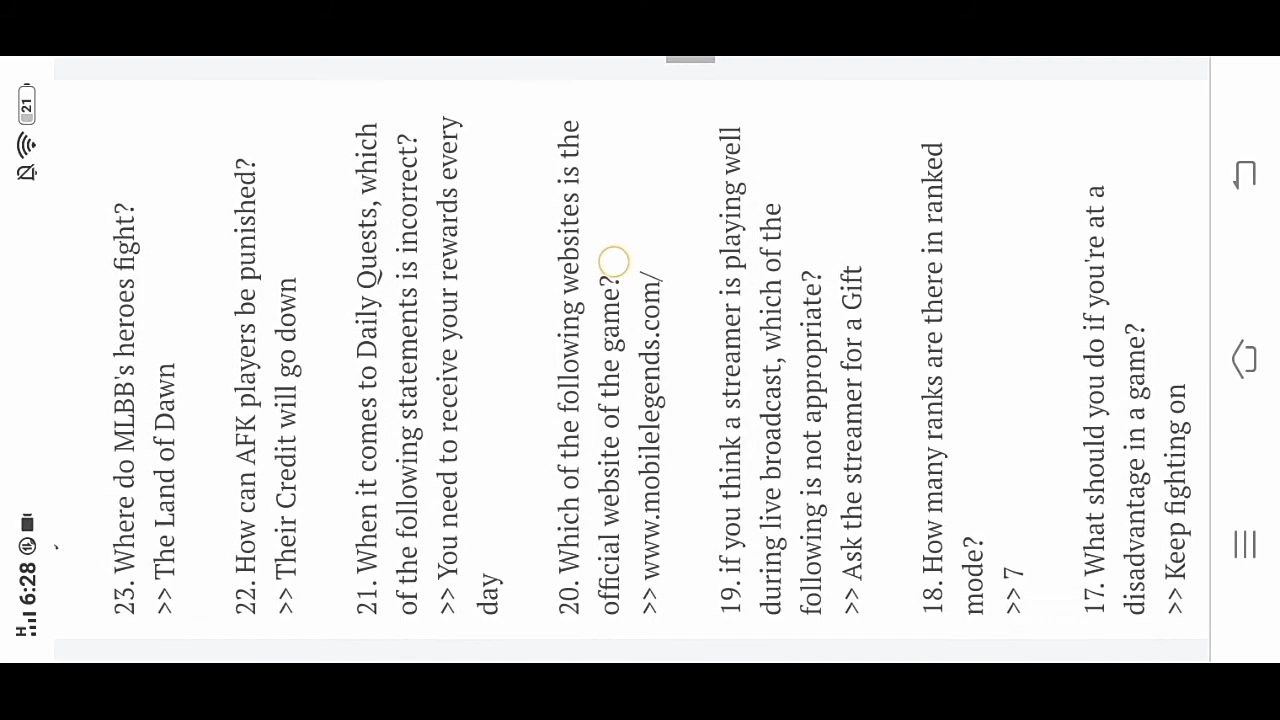 H 6:28 21
23. Where do MLBB's heroes fight?
>> The Land of Dawn
22. How can AFK players be punished?
>> Their Credit will go down
21. When it comes to Daily Quests, which
of the following statements is incorrect?
>> You need to receive your rewards every
day
20. Which of the following websites is the
official website of the game?
>> www.mobilelegends.com/
19. if you think a streamer is playing well
during live broadcast, which of the
following is not appropriate?
>> Ask the streamer for a Gift
18. How many ranks are there in ranked
mode?
>> 7
17. What should you do if you're at a
disadvantage in a game?
>> Keep fighting on